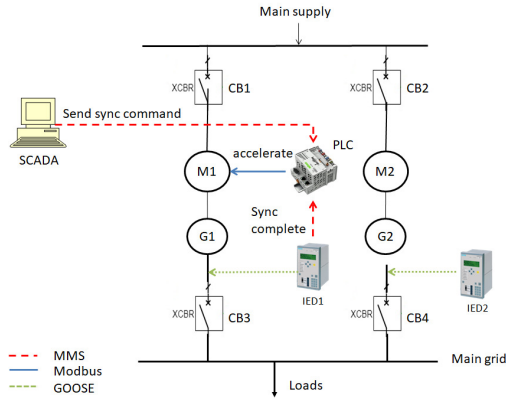 Main supply
XCBR
CB1
XCBR
CB2
Send sync command
SCADA
PLC
accelerate
M1
M2
Sync
complete
G1
G2
IED1
IED2
XCBR
CB3
XCBR
CB4
MMS
Modbus
GOOSE
Main grid
Loads